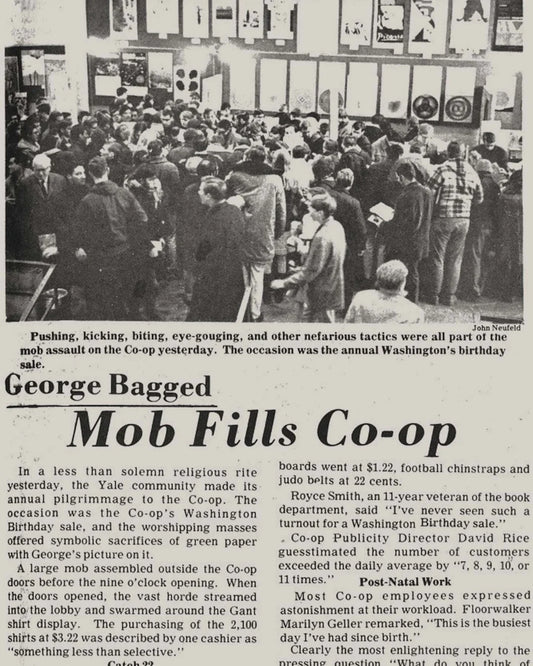 John Neufeld
Pushing, kicking, biting, eye-gouging, and other nefarious tactics were all part of the
mob assault on the Co-op yesterday. The occasion was the annual Washington's birthday
sale.
George Bagged
Mob Fills Co-op
In a less than solemn religious rite
yesterday, the Yale community made its
annual pilgrimmage to the Co-op. The
occasion was the Co-op's Washington
Birthday sale, and the worshipping masses
offered symbolic sacrifices of green paper
with George's picture on it.
A large mob assembled outside the Co-op
doors before the nine o'clock opening. When
the doors opened, the vast horde streamed
into the lobby and swarmed around the Gant
shirt display. The purchasing of the 2,100
shirts at $3.22 was described by one cashier as
"something less than selective."
Catch 22
boards went at $1.22, football chinstraps and
judo belts at 22 cents.
Royce Smith, an 11-year veteran of the book
department, said "I've never seen such a
turnout for a Washington Birthday sale."
Co-op Publicity Director David Rice
guesstimated the number of customers
exceeded the daily average by "7, 8, 9, 10, or
11 times."
Post-Natal Work
Most Co-op employees expressed
astonishment at their workload. Floorwalker
Marilyn Geller remarked, "This is the busiest
day I've had since birth."
Clearly the most enlightening reply to the
pressing question "What do you think of